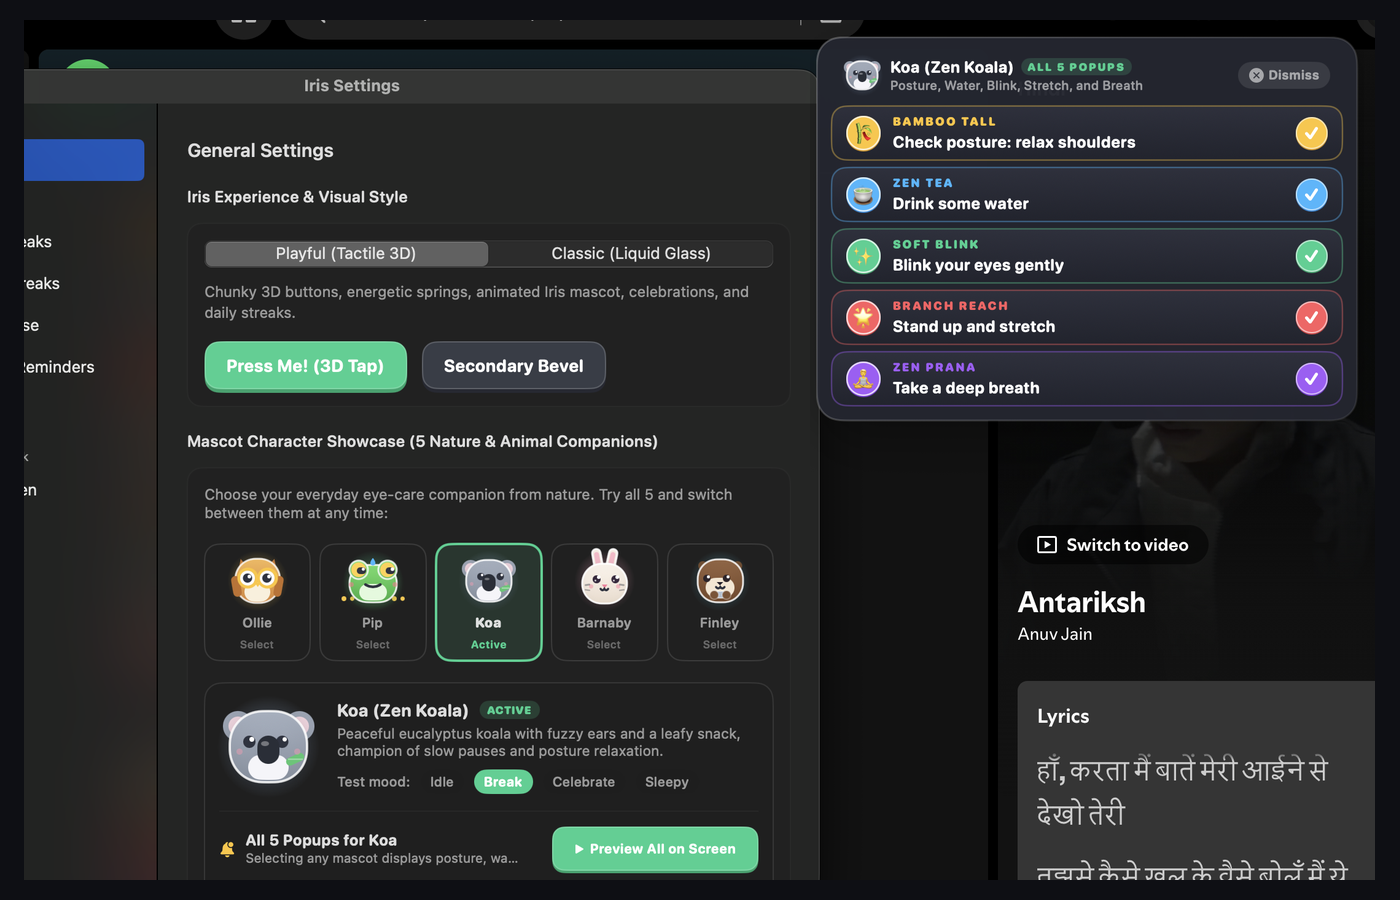 Iris Settings
eaks
reaks
se
Reminders
k
en
General Settings
Iris Experience & Visual Style
Playful (Tactile 3D)
Classic (Liquid Glass)
Chunky 3D buttons, energetic springs, animated Iris mascot, celebrations, and
daily streaks.
Press Me! (3D Tap)
Secondary Bevel
Mascot Character Showcase (5 Nature & Animal Companions)
Choose your everyday eye-care companion from nature. Try all 5 and switch
between them at any time:
Ollie
Select
Pip
Select
Koa
Active
Barnaby
Select
Finley
Select
Koa (Zen Koala) ACTIVE
Peaceful eucalyptus koala with fuzzy ears and a leafy snack,
champion of slow pauses and posture relaxation.
Test mood: Idle Break Celebrate Sleepy
All 5 Popups for Koa
Selecting any mascot displays posture, wa...
Preview All on Screen
Koa (Zen Koala) ALL 5 POPUPS
Posture, Water, Blink, Stretch, and Breath
Dismiss
BAMBOO TALL
Check posture: relax shoulders
ZEN TEA
Drink some water
SOFT BLINK
Blink your eyes gently
BRANCH REACH
Stand up and stretch
ZEN PRANA
Take a deep breath
Switch to video
Antariksh
Anuv Jain
Lyrics
हाँ, करता मैं बातें मेरी आईने से
देखो तेरी
तुझसे कैसे खुल के वैसे बोलूँ मैं ये